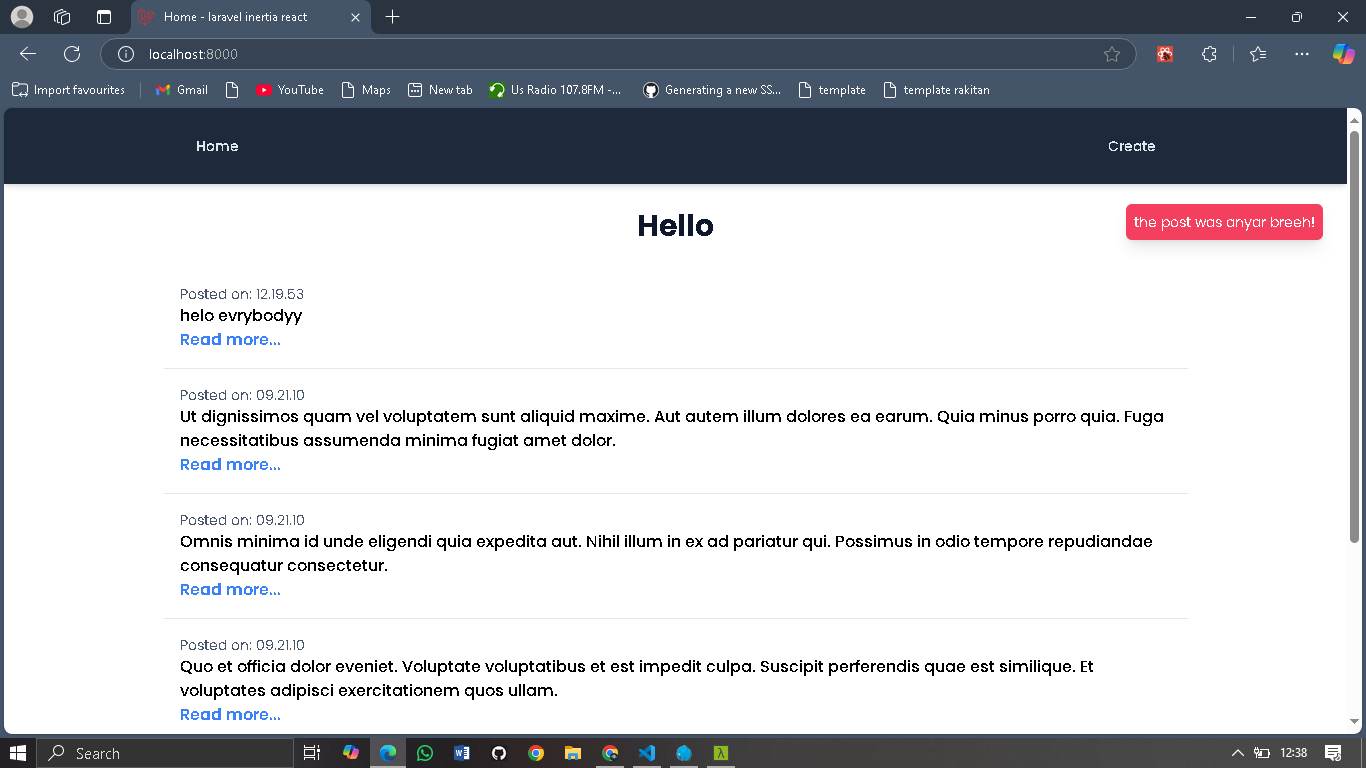 Home - laravel inertia react
localhost:8000
Import favourites
Gmail
YouTube
Maps
New tab
Us Radio 107.8FM -...
Generating a new SS...
template
template rakitan
Home
Create
Hello
the post was anyar breeh!
Posted on: 12.19.53
helo evrybodyy
Read more...
Posted on: 09.21.10
Ut dignissimos quam vel voluptatem sunt aliquid maxime. Aut autem illum dolores ea earum. Quia minus porro quia. Fuga
necessitatibus assumenda minima fugiat amet dolor.
Read more...
Posted on: 09.21.10
Omnis minima id unde eligendi quia expedita aut. Nihil illum in ex ad pariatur qui. Possimus in odio tempore repudiandae
consequatur consectetur.
Read more...
Posted on: 09.21.10
Quo et officia dolor eveniet. Voluptate voluptatibus et est impedit culpa. Suscipit perferendis quae est similique. Et
voluptates adipisci exercitationem quos ullam.
Read more...
Search
12:38